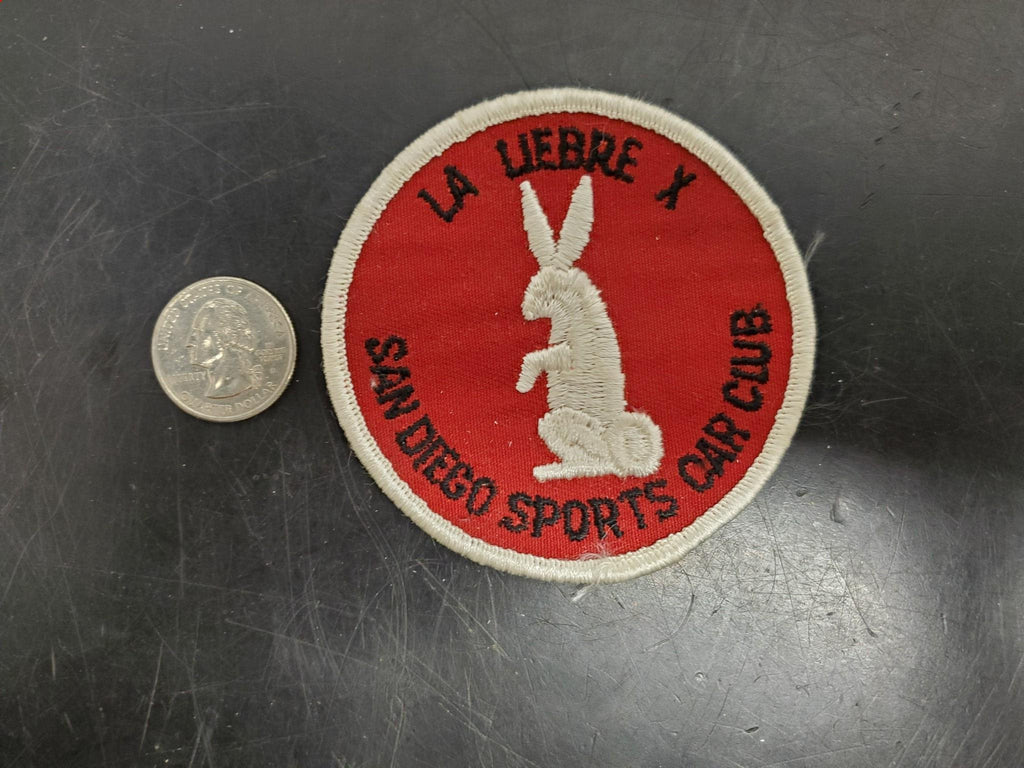 LA LIEBRE X
SAN DIEGO SPORTS CAR CLUB
UNITED STATES OF AMERICA
LIBERTY
QUARTER DOLLAR